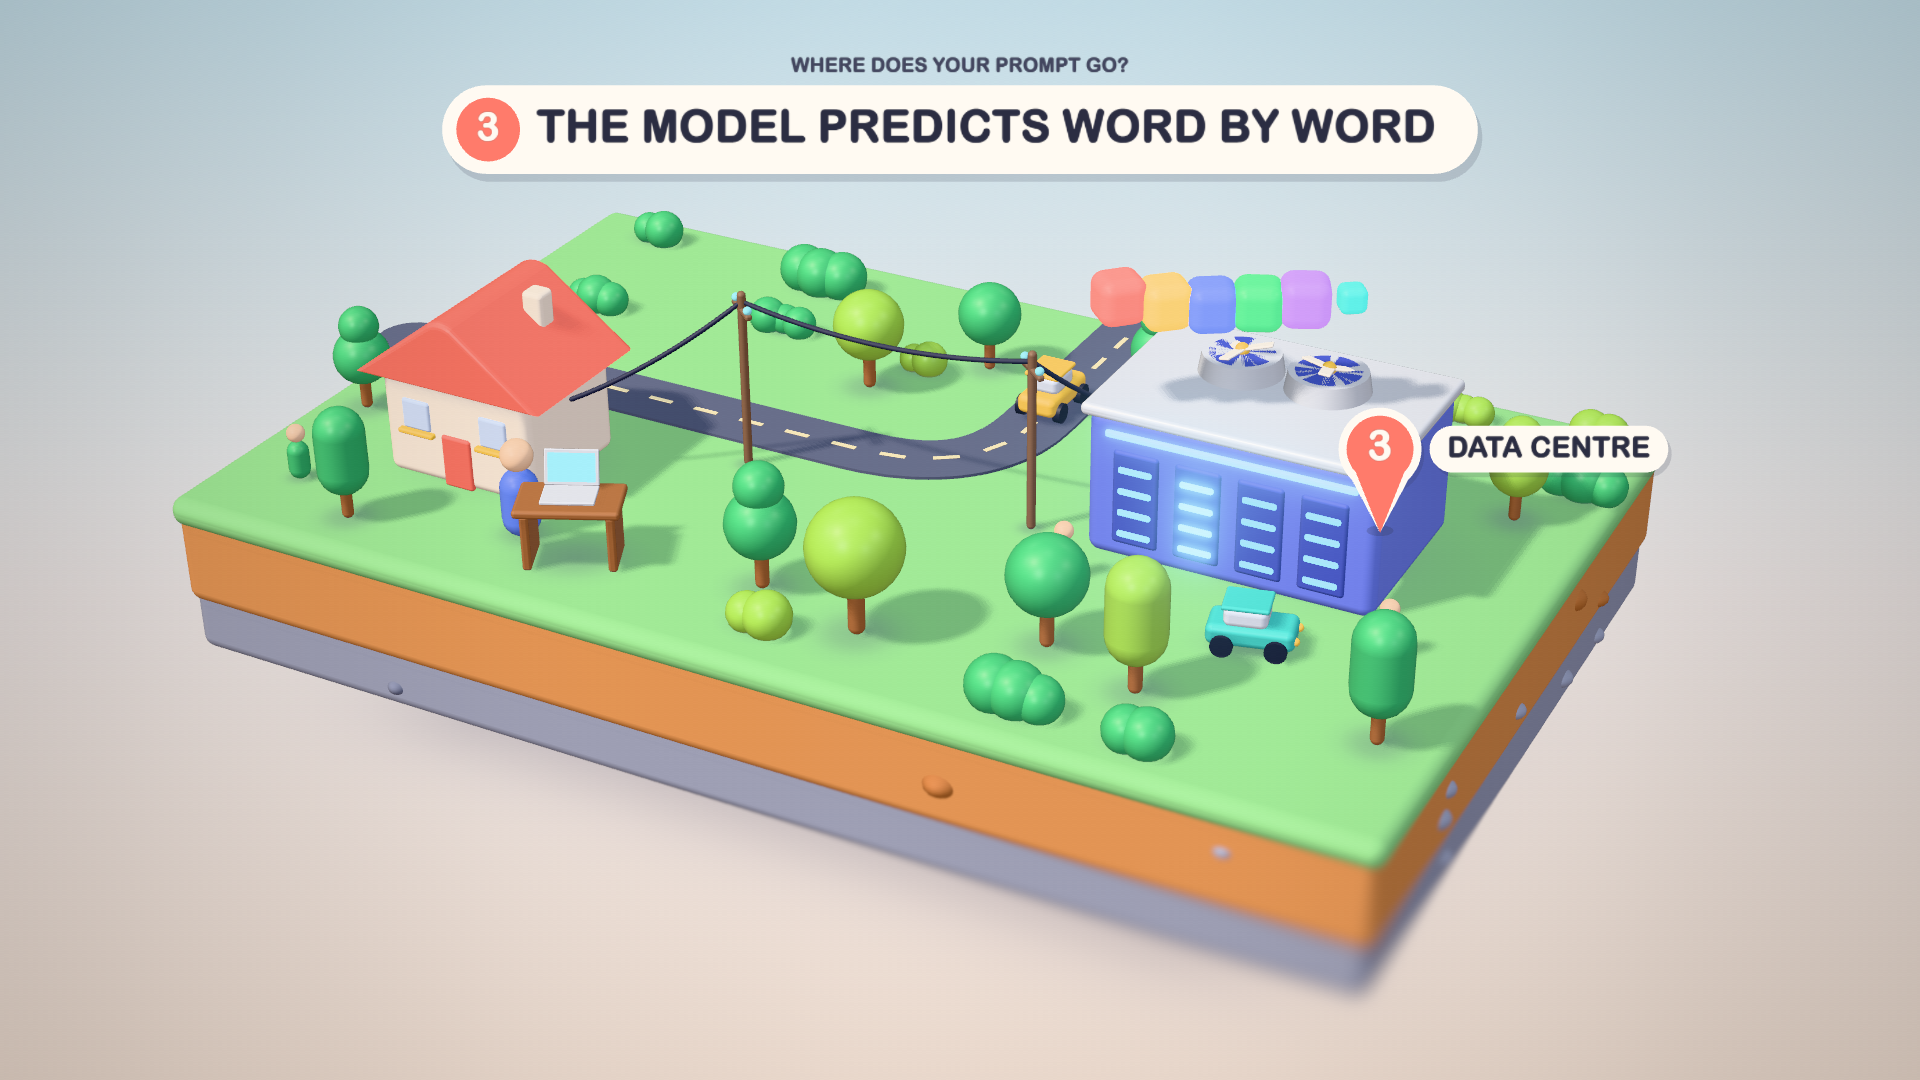 WHERE DOES YOUR PROMPT GO?
3 THE MODEL PREDICTS WORD BY WORD
3 DATA CENTRE